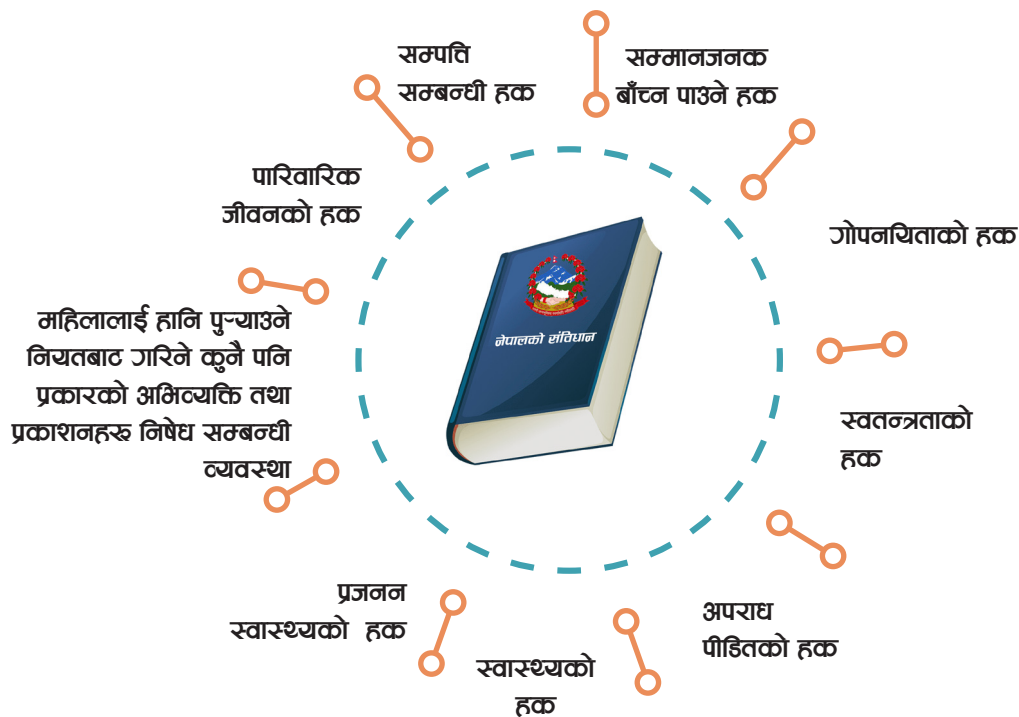 सम्पत्ति
सम्बन्धी हक
सम्मानजनक
बाँच्न पाउने हक
पारिवारिक
जीवनको हक
गोपनयिताको हक
महिलालाई हानि पुऱ्याउने
नियतबाट गरिने कुनै पनि
प्रकारको अभिव्यक्ति तथा
प्रकाशनहरु निषेध सम्बन्धी
व्यवस्था
नेपालको संविधान
स्वतन्त्रताको
हक
प्रजनन
स्वास्थ्यको हक
स्वास्थ्यको
हक
अपराध
पीडितको हक